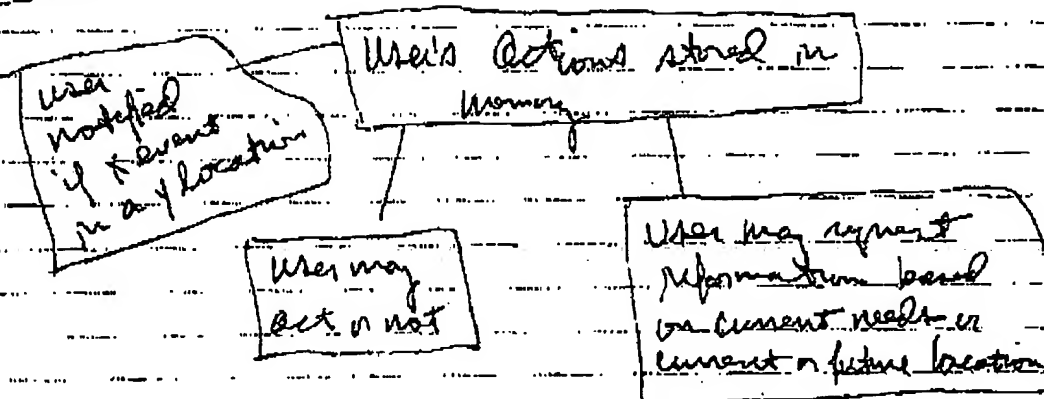 User's Actions stored in
memory
user
notified
if X event
in a Y location
User may
act or not
User may request
information based
on current needs or
current or future location